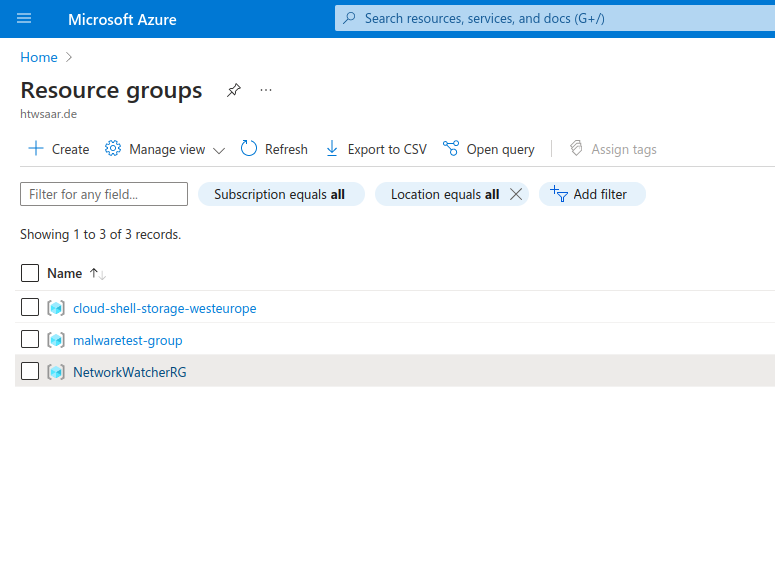 Microsoft Azure
Search resources, services, and docs (G+/)
Home
Resource groups
htwsaar.de
Create Manage view Refresh Export to CSV Open query Assign tags
Filter for any field... Subscription equals all Location equals all Add filter
Showing 1 to 3 of 3 records.
Name
cloud-shell-storage-westeurope
malwaretest-group
NetworkWatcherRG